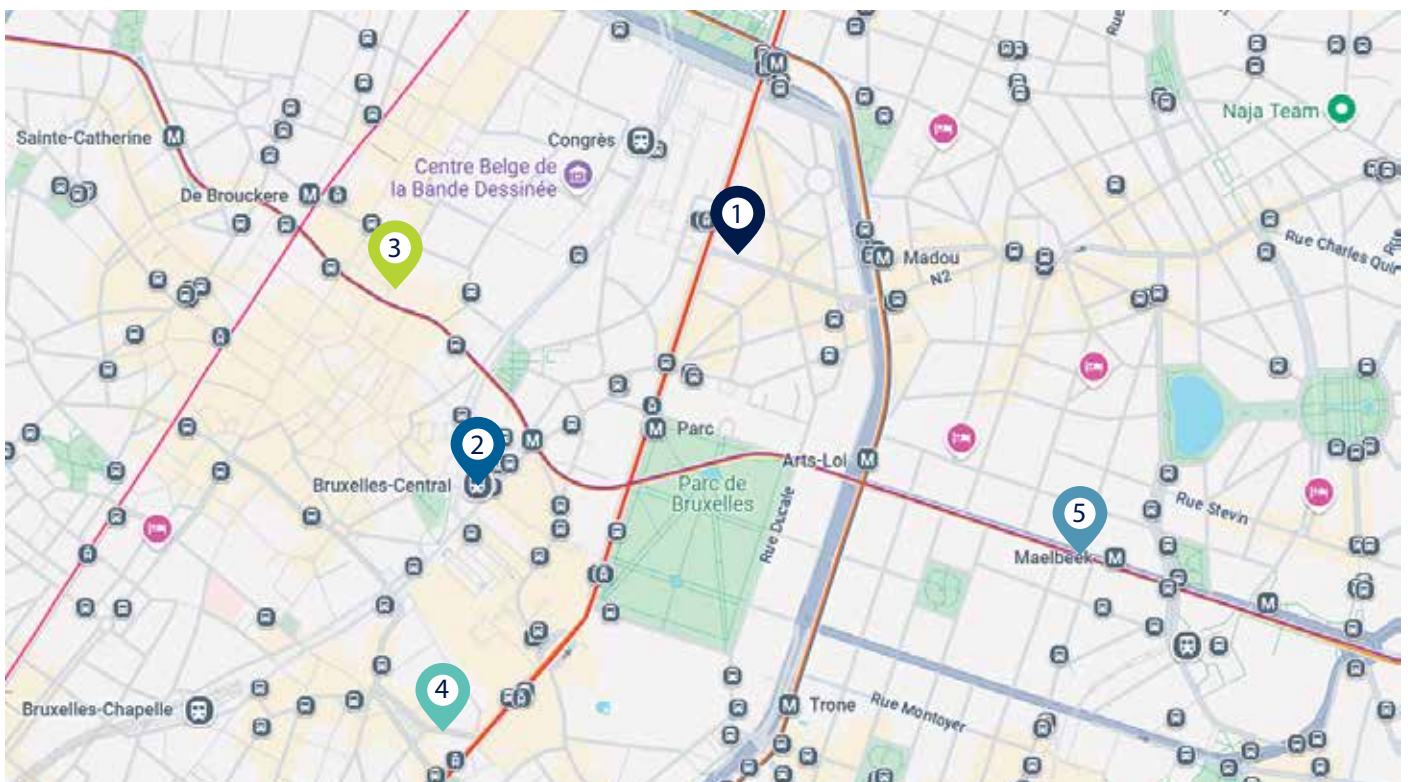 Rue
Naja Team
Sainte-Catherine
M
M
Congrès
Centre Belge de
la Bande Dessinée
De Brouckere
M
1
3
M
Madou
N2
Rue Charles Quin
2
M
M
Parc
Arts-Loi
M
Bruxelles-Central
Parc de
Bruxelles
Rue Ducale
5
Rue Stevin
Maelbeek
M
M
4
Bruxelles-Chapelle
M
Trone
Rue Montoyer